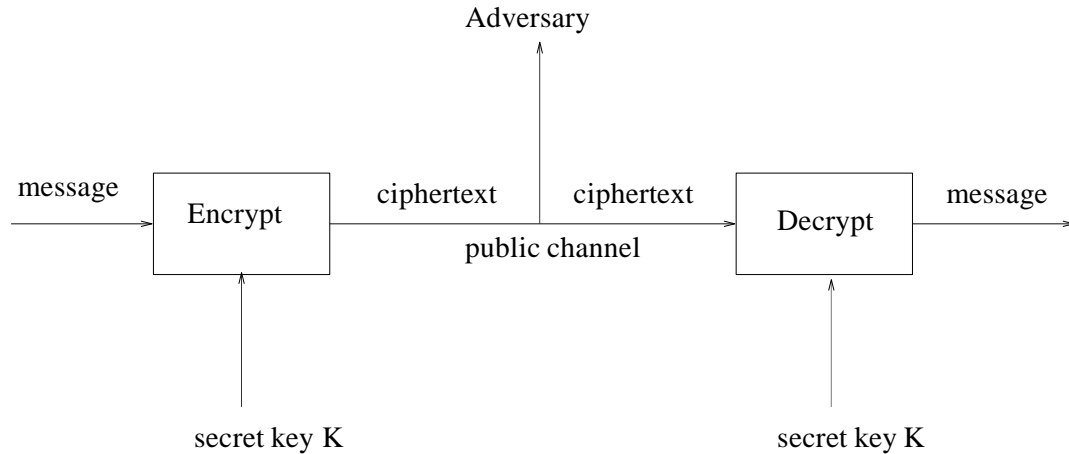 Adversary
message
ciphertext
ciphertext
message
Encrypt
Decrypt
public channel
secret key K
secret key K